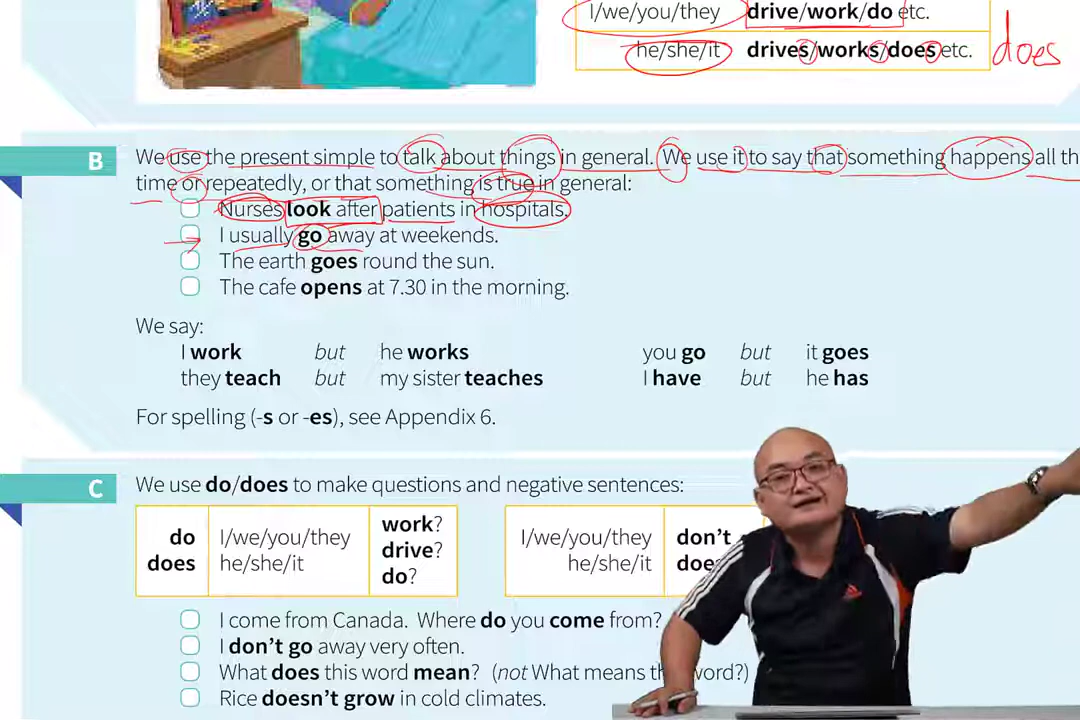 I/we/you/they drive/work/do etc.
he/she/it drives/works/does etc. does
B We use the present simple to talk about things in general. We use it to say that something happens all
time or repeatedly, or that something is true in general:
Nurses look after patients in hospitals.
I usually go away at weekends.
The earth goes round the sun.
The cafe opens at 7.30 in the morning.
We say:
I work but he works you go but it goes
they teach but my sister teaches I have but he has
For spelling (-s or -es), see Appendix 6.
C We use do/does to make questions and negative sentences:
do I/we/you/they work? I/we/you/they don't
does he/she/it drive? he/she/it
do?
I come from Canada. Where do you come from?
I don't go away very often.
What does this word mean? (not What means word?)
Rice doesn't grow in cold climates.